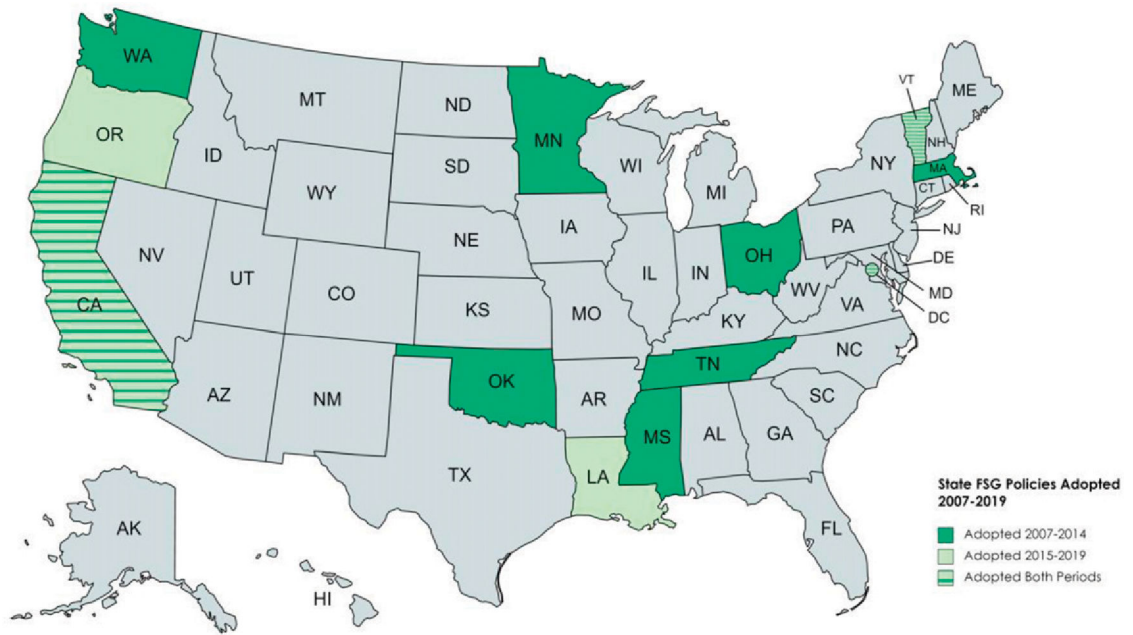 WA
MT
ND
MN
VT
ME
OR
ID
SD
WI
NH
NY
MA
WY
MI
CT
RI
IA
PA
NJ
NE
NV
OH
DE
IL
IN
UT
CO
WV
MD
CA
KS
MO
VA
DC
KY
NC
TN
OK
AZ
NM
AR
SC
MS
AL
GA
TX
LA
State FSG Policies Adopted
2007-2019
AK
FL
Adopted 2007-2014
Adopted 2015-2019
Adopted Both Periods
HI